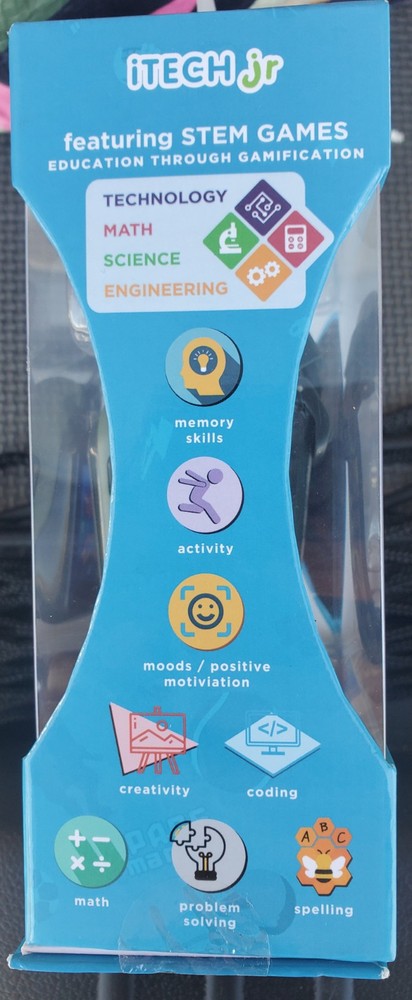 iTECH jr
featuring STEM GAMES
EDUCATION THROUGH GAMIFICATION
TECHNOLOGY
MATH
SCIENCE
ENGINEERING
memory
skills
activity
moods / positive
motiviation
creativity
coding
</>
math
problem
solving
A B C
spelling